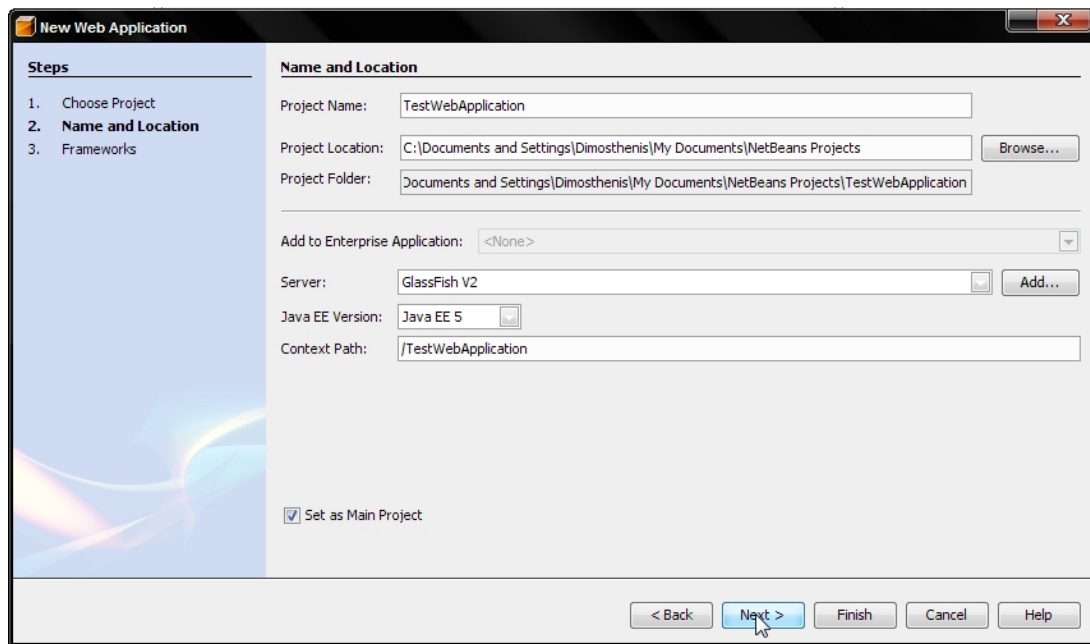 New Web Application
Steps
1. Choose Project
2. Name and Location
3. Frameworks
Name and Location
Project Name: TestWebApplication
Project Location: C:\Documents and Settings\Dimosthenis\My Documents\NetBeans Projects Browse...
Project Folder: Documents and Settings\Dimosthenis\My Documents\NetBeans Projects\TestWebApplication
Add to Enterprise Application: <None>
Server: GlassFish V2 Add...
Java EE Version: Java EE 5
Context Path: /TestWebApplication
Set as Main Project
< Back Next > Finish Cancel Help